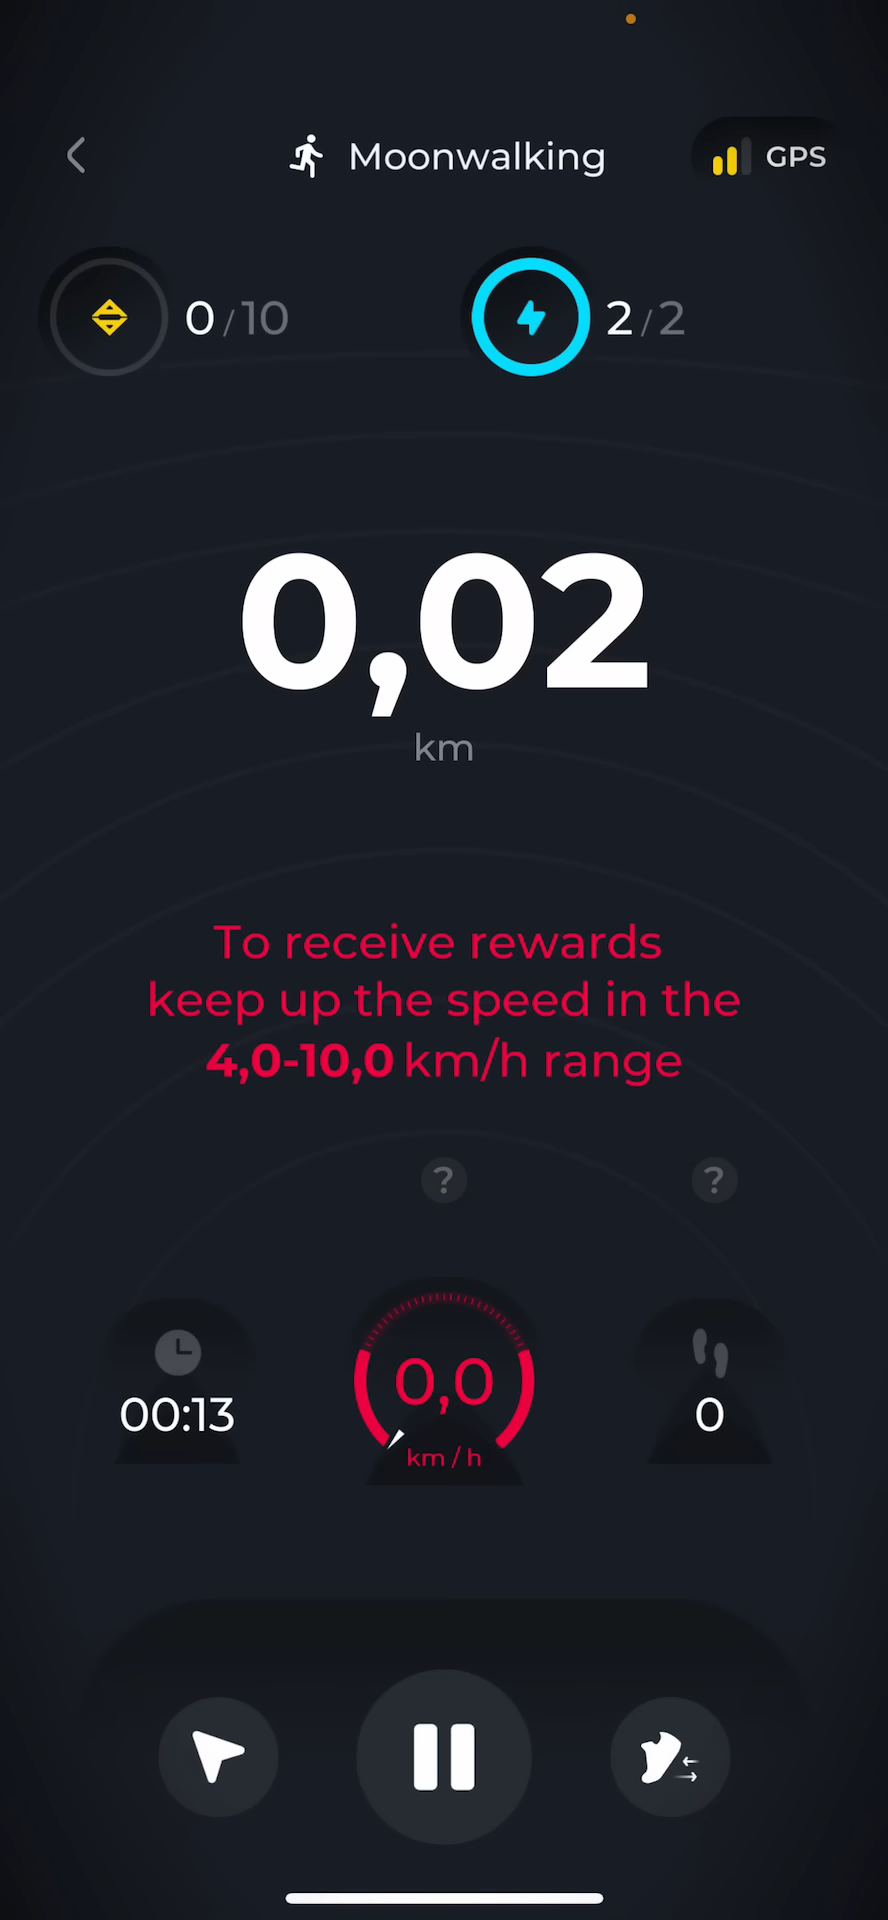 Moonwalking
GPS
0/10
2/2
0,02
km
To receive rewards
keep up the speed in the
4,0-10,0 km/h range
?
?
00:13
0,0
km/h
0